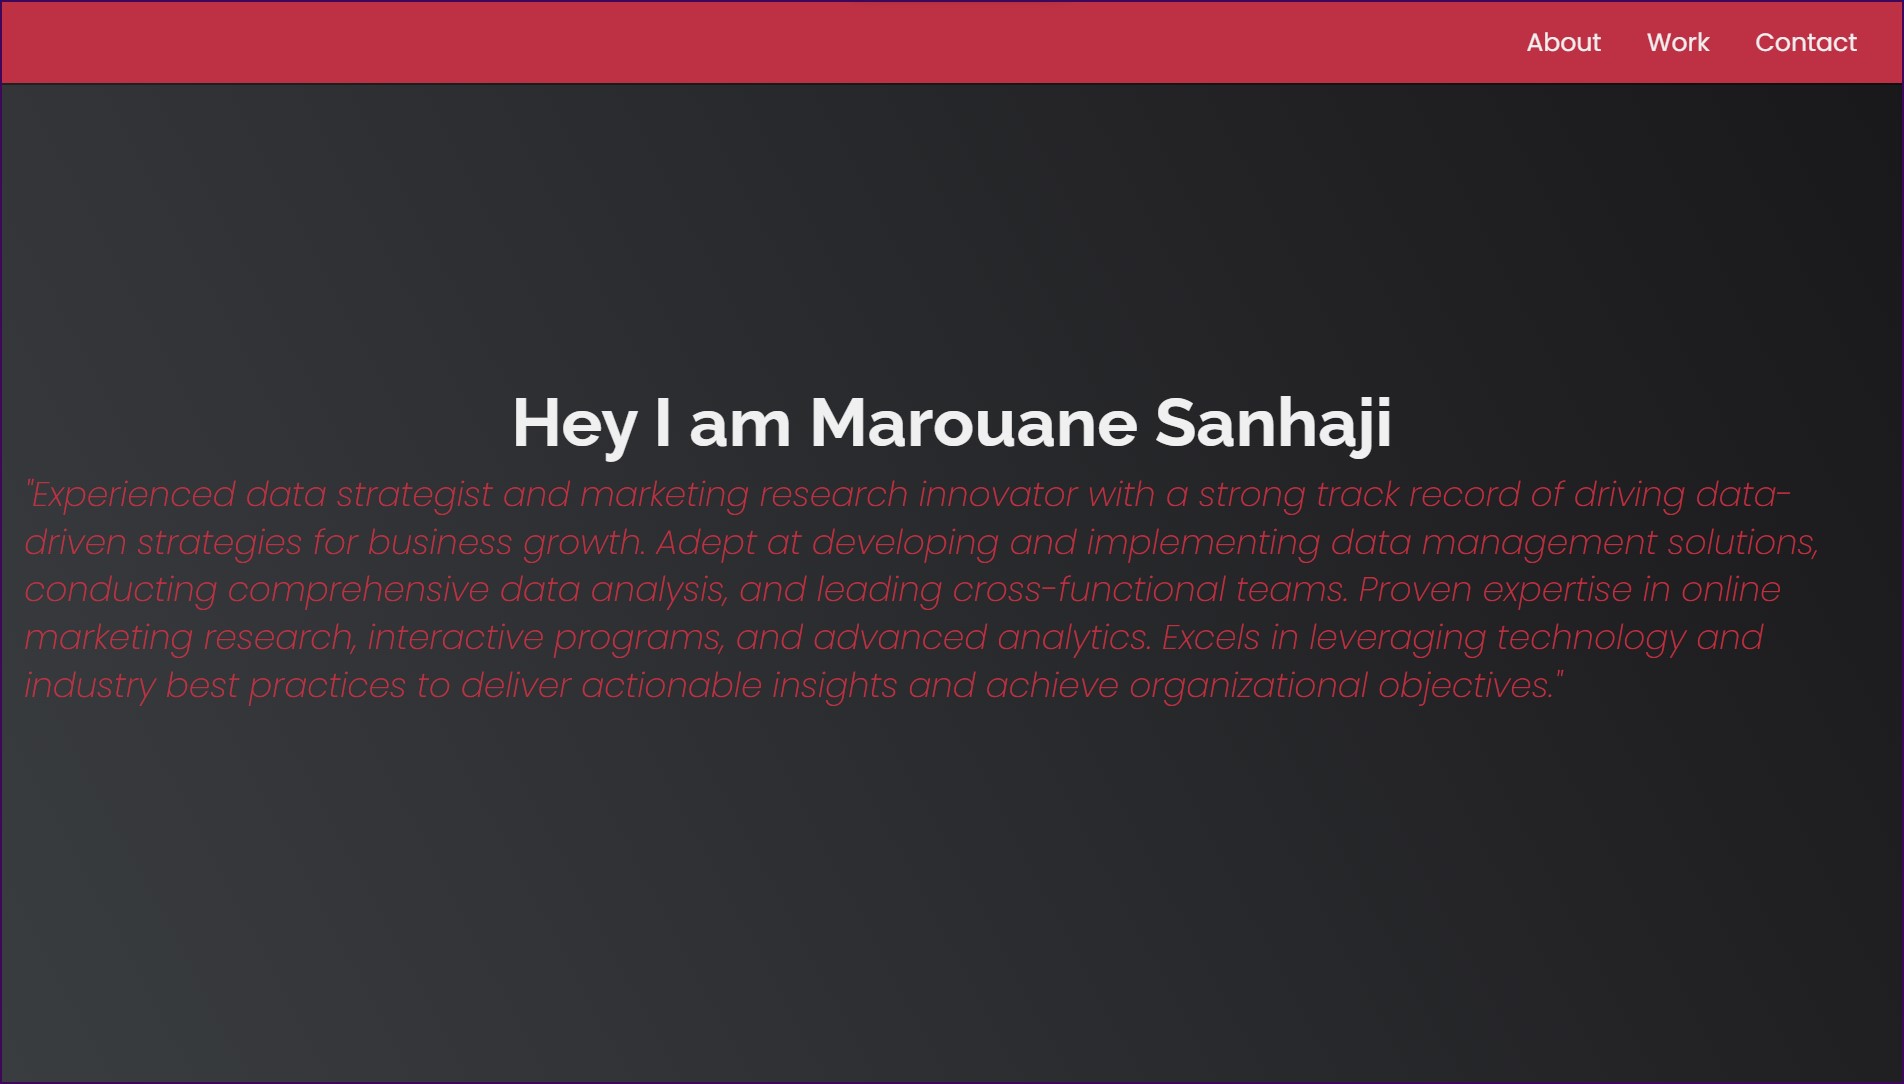 About Work Contact
Hey I am Marouane Sanhaji
"Experienced data strategist and marketing research innovator with a strong track record of driving data-
driven strategies for business growth. Adept at developing and implementing data management solutions,
conducting comprehensive data analysis, and leading cross-functional teams. Proven expertise in online
marketing research, interactive programs, and advanced analytics. Excels in leveraging technology and
industry best practices to deliver actionable insights and achieve organizational objectives."